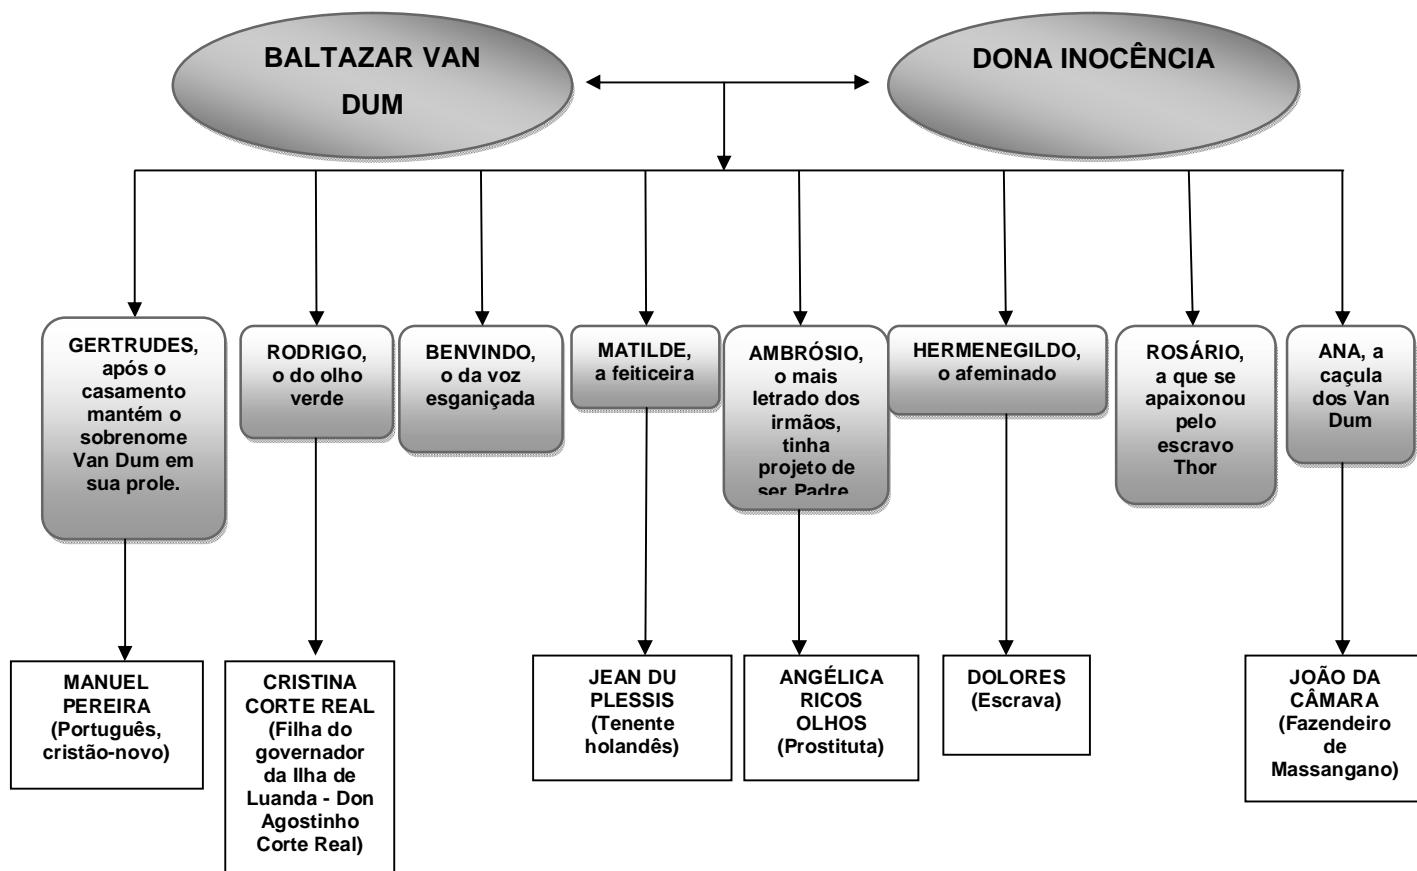 BALTAZAR VAN
DUM
DONA INOCÊNCIA
GERTRUDES,
após o
casamento
mantém o
sobrenome
Van Dum em
sua prole.
RODRIGO,
o do olho
verde
BENVINDO,
o da voz
esganiçada
MATILDE,
a feiticeira
AMBRÓSIO,
o mais
letrado dos
irmãos,
tinha
projeto de
ser Padre
HERMENEGILDO,
o afeminado
ROSÁRIO,
a que se
apaixonou
pelo
escravo
Thor
ANA, a
caçula
dos Van
Dum
MANUEL
PEREIRA
(Português,
cristão-novo)
CRISTINA
CORTE REAL
(Filha do
governador
da Ilha de
Luanda - Don
Agostinho
Corte Real)
JEAN DU
PLESSIS
(Tenente
holandês)
ANGÉLICA
RICOS
OLHOS
(Prostituta)
DOLORES
(Escrava)
JOÃO DA
CÂMARA
(Fazendeiro
de
Massangano)